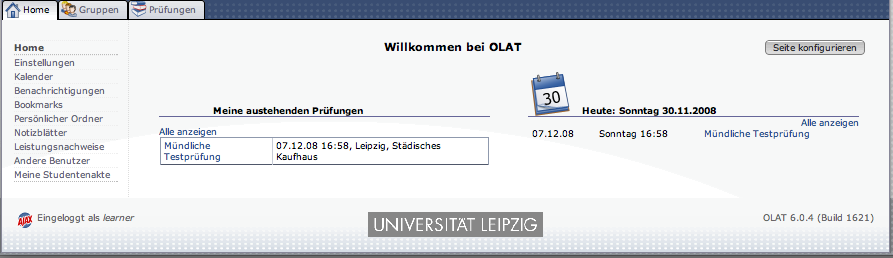 Home Gruppen Prüfungen
Home
Einstellungen
Kalender
Benachrichtigungen
Bookmarks
Persönlicher Ordner
Notizblätter
Leistungsnachweise
Andere Benutzer
Meine Studentenakte
Willkommen bei OLAT
Seite konfigurieren
Meine austehenden Prüfungen
Alle anzeigen
Mündliche Testprüfung
07.12.08 16:58, Leipzig, Städisches
Kaufhaus
30
Heute: Sonntag 30.11.2008
Alle anzeigen
07.12.08 Sonntag 16:58 Mündliche Testprüfung
AJAX
Eingeloggt als learner
UNIVERSITÄT LEIPZIG
OLAT 6.0.4 (Build 1621)